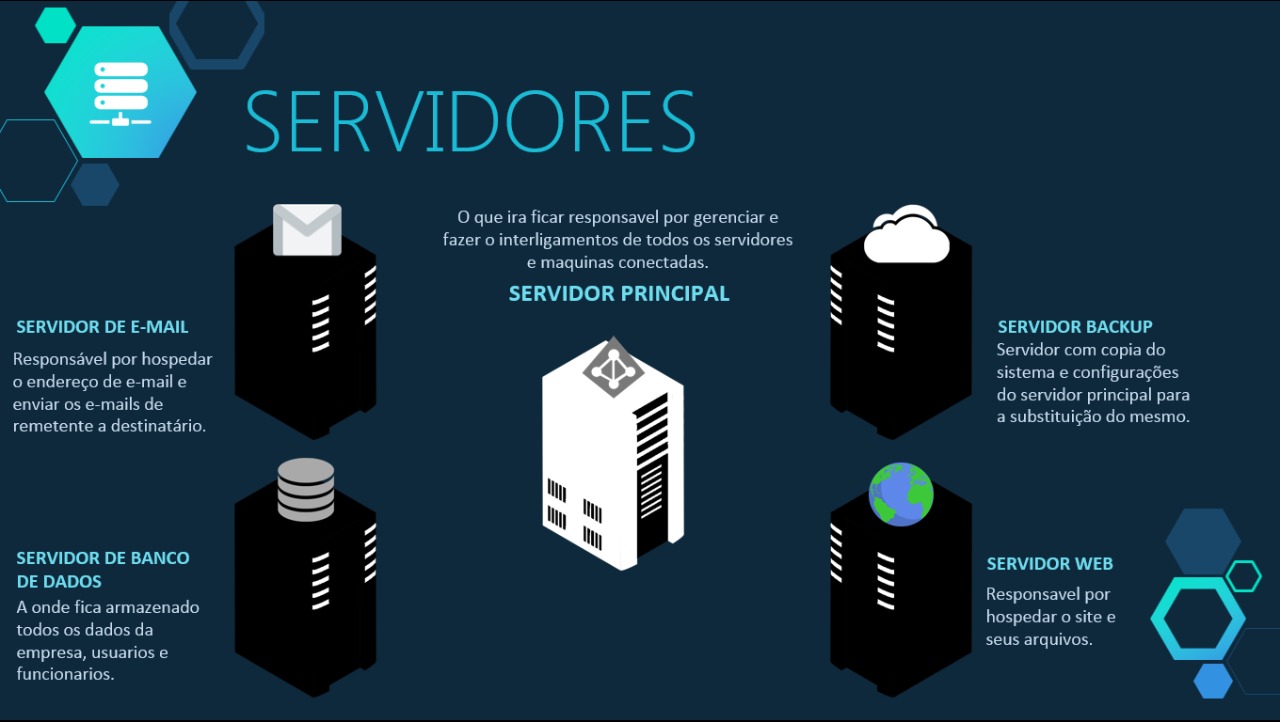 SERVIDORES
O que ira ficar responsavel por gerenciar e
fazer o interligamentos de todos os servidores
e maquinas conectadas.
SERVIDOR PRINCIPAL
SERVIDOR DE E-MAIL
Responsável por hospedar
o endereço de e-mail e
enviar os e-mails de
remetente a destinatário.
SERVIDOR BACKUP
Servidor com copia do
sistema e configurações
do servidor principal para
a substituição do mesmo.
SERVIDOR DE BANCO
DE DADOS
A onde fica armazenado
todos os dados da
empresa, usuarios e
funcionarios.
SERVIDOR WEB
Responsavel por
hospedar o site e
seus arquivos.